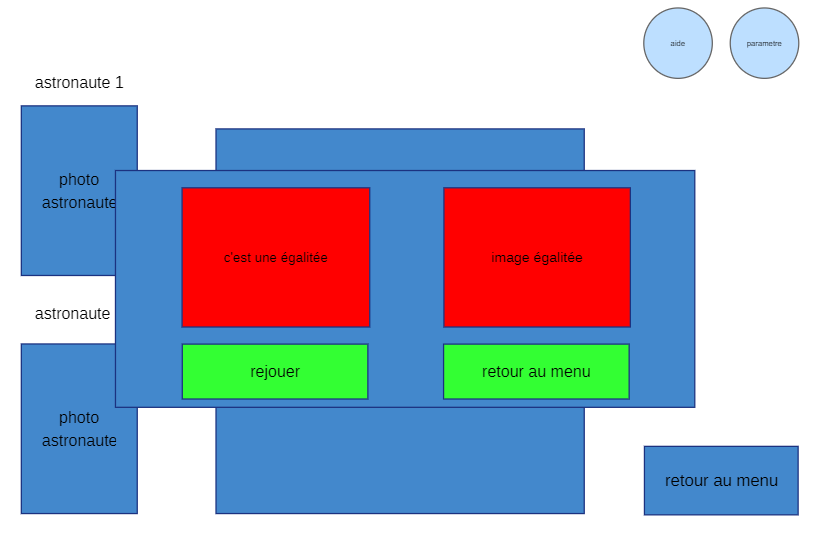 aide
parametre
astronaute 1
photo
astronaute
c'est une égalitée
image égalitée
astronaute
rejouer
retour au menu
photo
astronaute
retour au menu